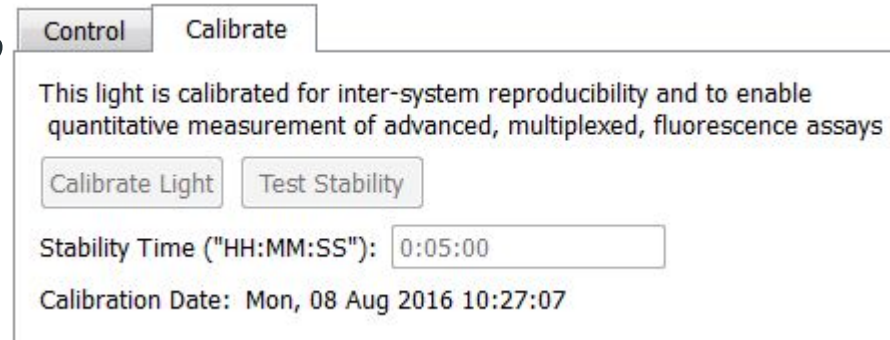 Control Calibrate
This light is calibrated for inter-system reproducibility and to enable
quantitative measurement of advanced, multiplexed, fluorescence assays
Calibrate Light Test Stability
Stability Time ("HH:MM:SS"): 0:05:00
Calibration Date: Mon, 08 Aug 2016 10:27:07